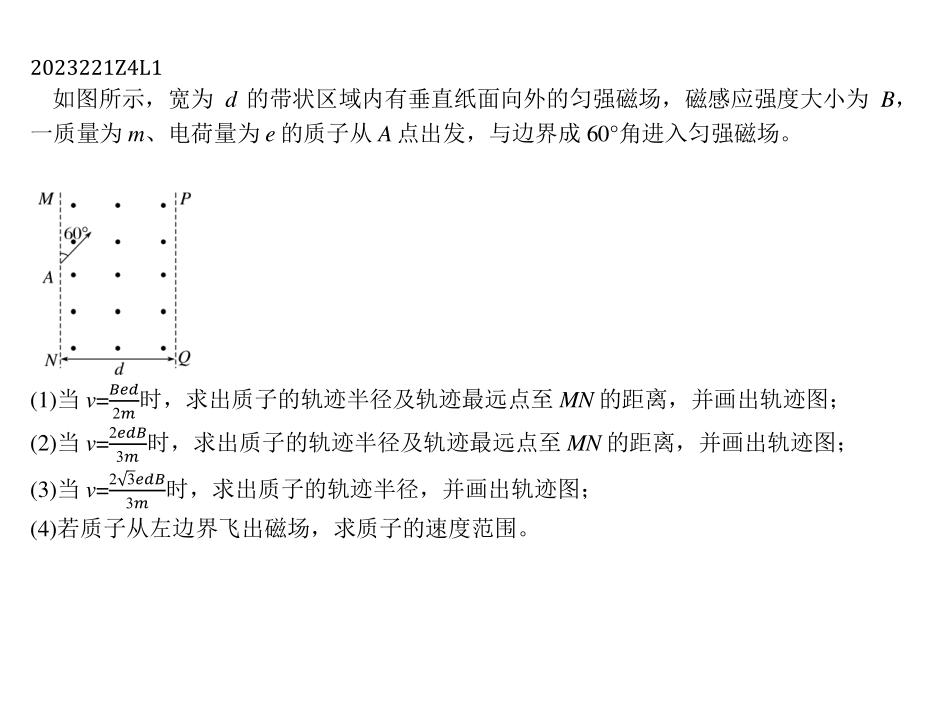 2023221Z4L1
如图所示，宽为 d 的带状区域内有垂直纸面向外的匀强磁场，磁感应强度大小为 B，
一质量为 m、电荷量为 e 的质子从 A 点出发，与边界成 60°角进入匀强磁场。
M P
60°
A
N Q
d
(1)当 v=\frac{Bed}{2m}时，求出质子的轨迹半径及轨迹最远点至 MN 的距离，并画出轨迹图；
(2)当 v=\frac{2edB}{3m}时，求出质子的轨迹半径及轨迹最远点至 MN 的距离，并画出轨迹图；
(3)当 v=\frac{2\sqrt{3}edB}{3m}时，求出质子的轨迹半径，并画出轨迹图；
(4)若质子从左边界飞出磁场，求质子的速度范围。